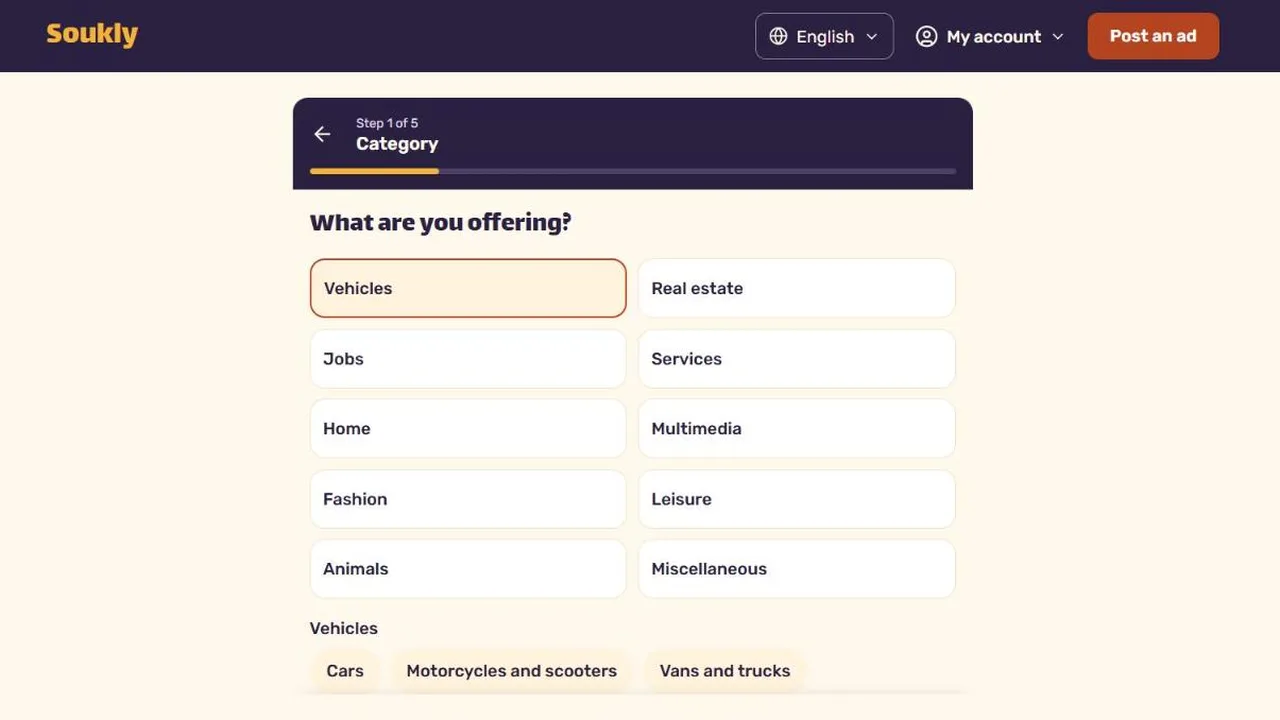 Soukly
English
My account
Post an ad
Step 1 of 5
Category
What are you offering?
Vehicles
Real estate
Jobs
Services
Home
Multimedia
Fashion
Leisure
Animals
Miscellaneous
Vehicles
Cars
Motorcycles and scooters
Vans and trucks